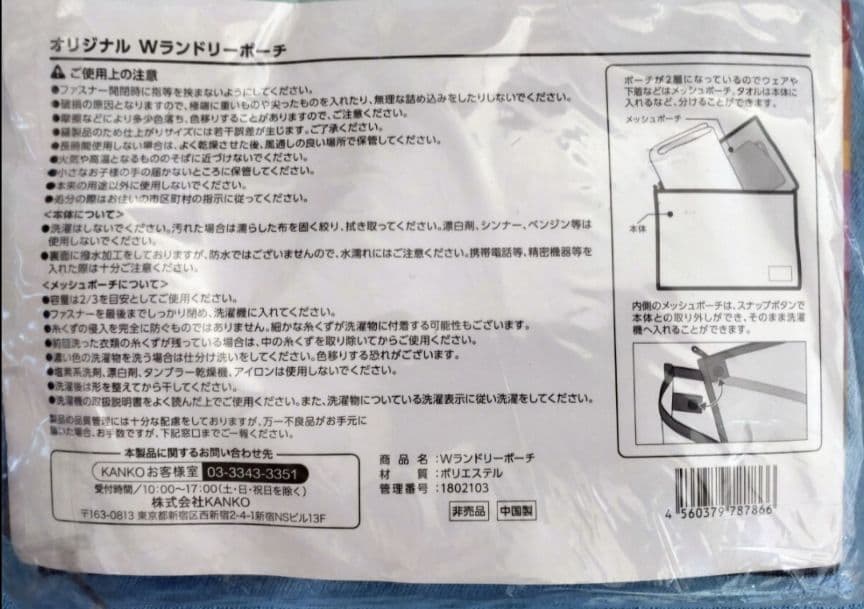 オリジナル Wランドリーポーチ
⚠ご使用上の注意
●ファスナー開閉時に指等を挟まないようにしてください。
●破損の原因となりますので、極端に重いものや尖ったものを入れたり、無理な詰め込みをしたりしないでください。
●摩擦などにより多少色落ち、色移りすることがありますので、ご注意ください。
●縫製品のため仕上がりサイズには若干誤差が生じます。ご了承ください。
●長時間使用しない場合は、よく乾燥させた後、風通しの良い場所で保管してください。
●火気や高温となるもののそばに近づけないでください。
●小さなお子様の手の届かないところに保管してください。
●本来の用途以外に使用しないでください。
●処分の際はお住いの市区町村の指示に従ってください。
<本体について>
●洗濯はしないでください。汚れた場合は濡らした布を固く絞り、拭き取ってください。漂白剤、シンナー、ベンジン等は
使用しないでください。
●裏面に撥水加工をしておりますが、防水ではございませんので、水濡れにはご注意ください。携帯電話等、精密機器等を
入れた際は十分ご注意ください。
<メッシュポーチについて>
●容量は2/3を目安としてご使用ください。
●ファスナーを最後までしっかり閉め、洗濯機に入れてください。
●糸くずの侵入を完全に防ぐものではありません。細かな糸くずが洗濯物に付着する可能性もございます。
●前回洗った衣類の糸くずが残っている場合は、中の糸くずを取り除いてからご使用ください。
●濃い色の洗濯物を洗う場合は仕分け洗いをしてください。色移りする恐れがございます。
●塩素系洗剤、漂白剤、タンブラー乾燥機、アイロンは使用しないでください。
●洗濯後は形を整えてから干してください。
●洗濯機の取扱説明書をよく読んだ上でご使用ください。また、洗濯物についている洗濯表示に従い洗濯をしてください。
製品の品質管理には十分な配慮をしておりますが、万一不良品がお手元に
届いた場合、お手数ですが、下記窓口までご一報ください。
本製品に関するお問い合わせ先
KANKOお客様室 03-3343-3351
受付時間/10:00〜17:00(土・日・祝日を除く)
株式会社KANKO
〒163-0813 東京都新宿区西新宿2-4-1新宿NSビル13F
商品名:Wランドリーポーチ
材質:ポリエステル
管理番号:1802103
非売品 中国製
ポーチが2層になっているのでウェアや
下着などはメッシュポーチ、タオルは本体に
入れるなど、分けることができます。
メッシュポーチ
本体
内側のメッシュポーチは、スナップボタンで
本体との取り外しができ、そのまま洗濯
機へ入れることができます。
4 560379 787866